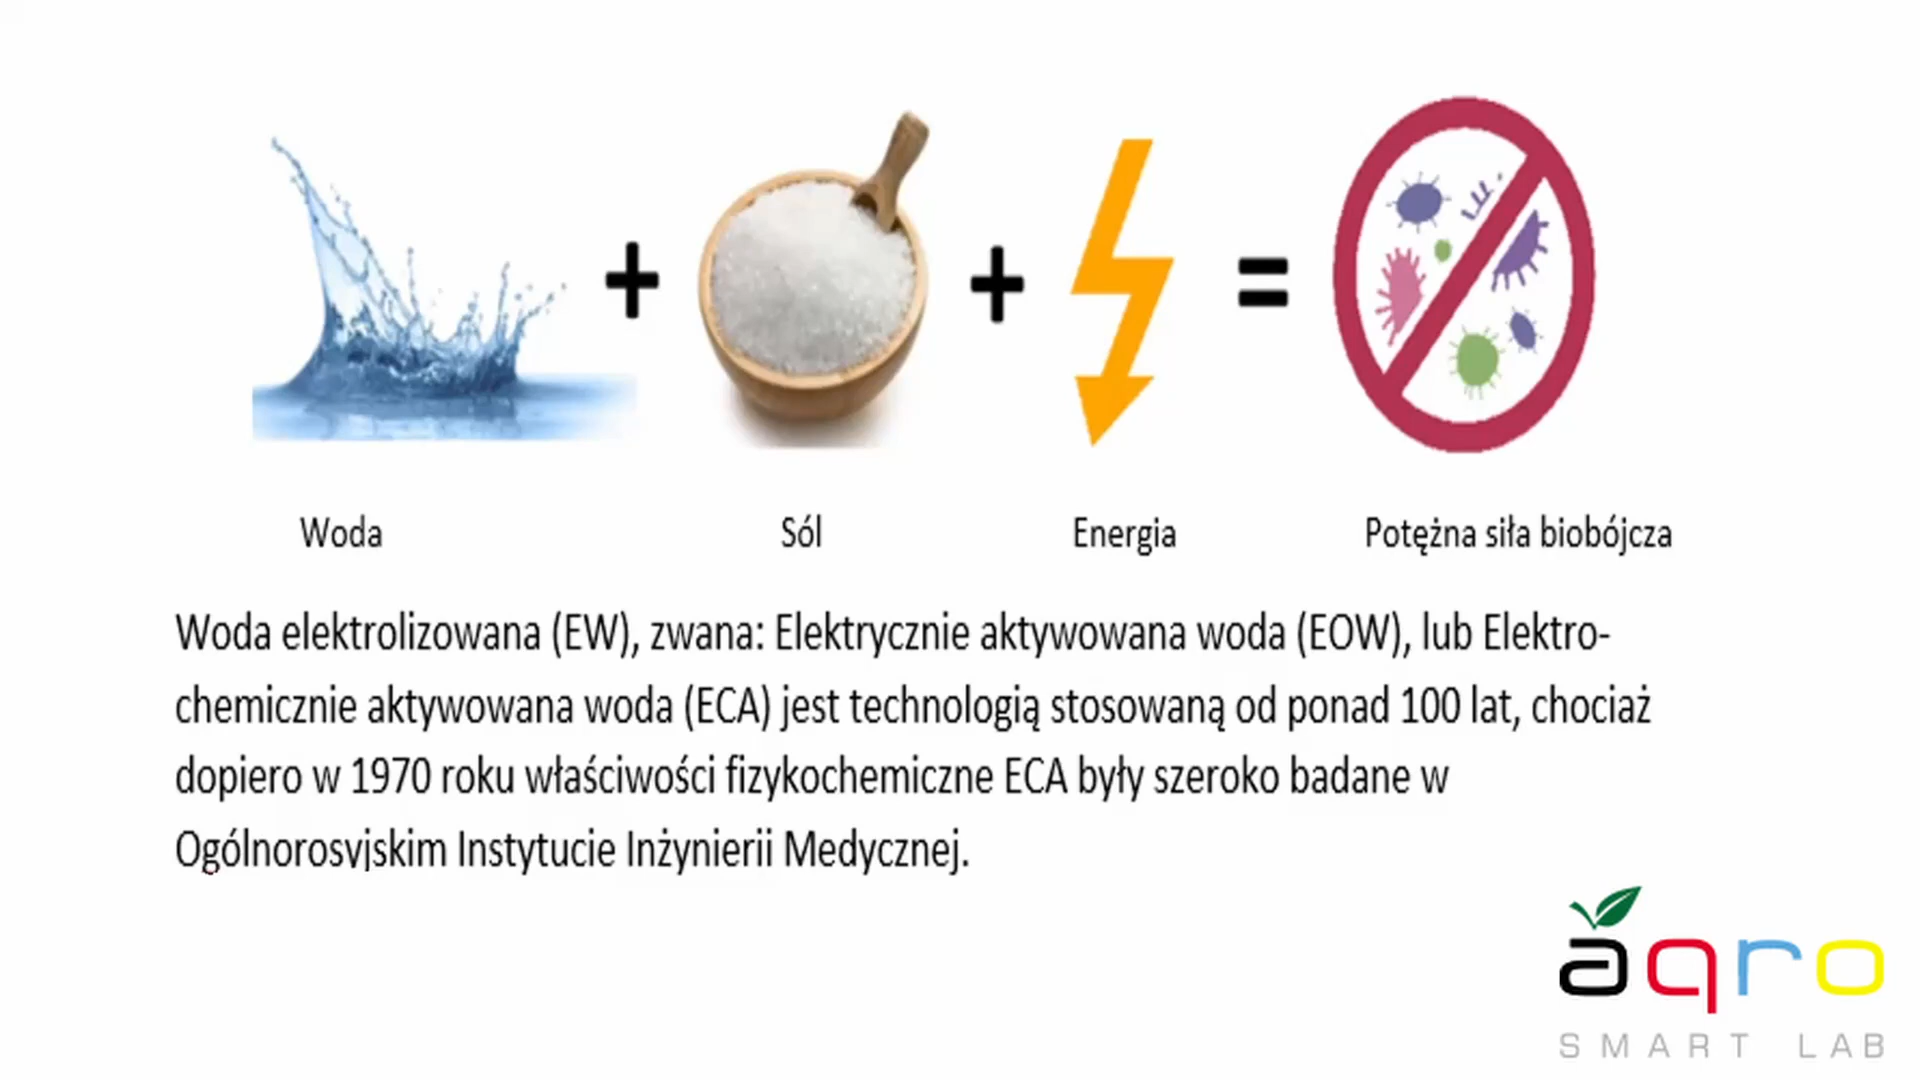 + + =
Woda Sól Energia Potężna siła biobójcza
Woda elektrolizowana (EW), zwana: Elektrycznie aktywowana woda (EOW), lub Elektro-
chemicznie aktywowana woda (ECA) jest technologią stosowaną od ponad 100 lat, chociaż
dopiero w 1970 roku właściwości fizykochemiczne ECA były szeroko badane w
Ogólnorosyjskim Instytucie Inżynierii Medycznej.
aqro
SMART LAB